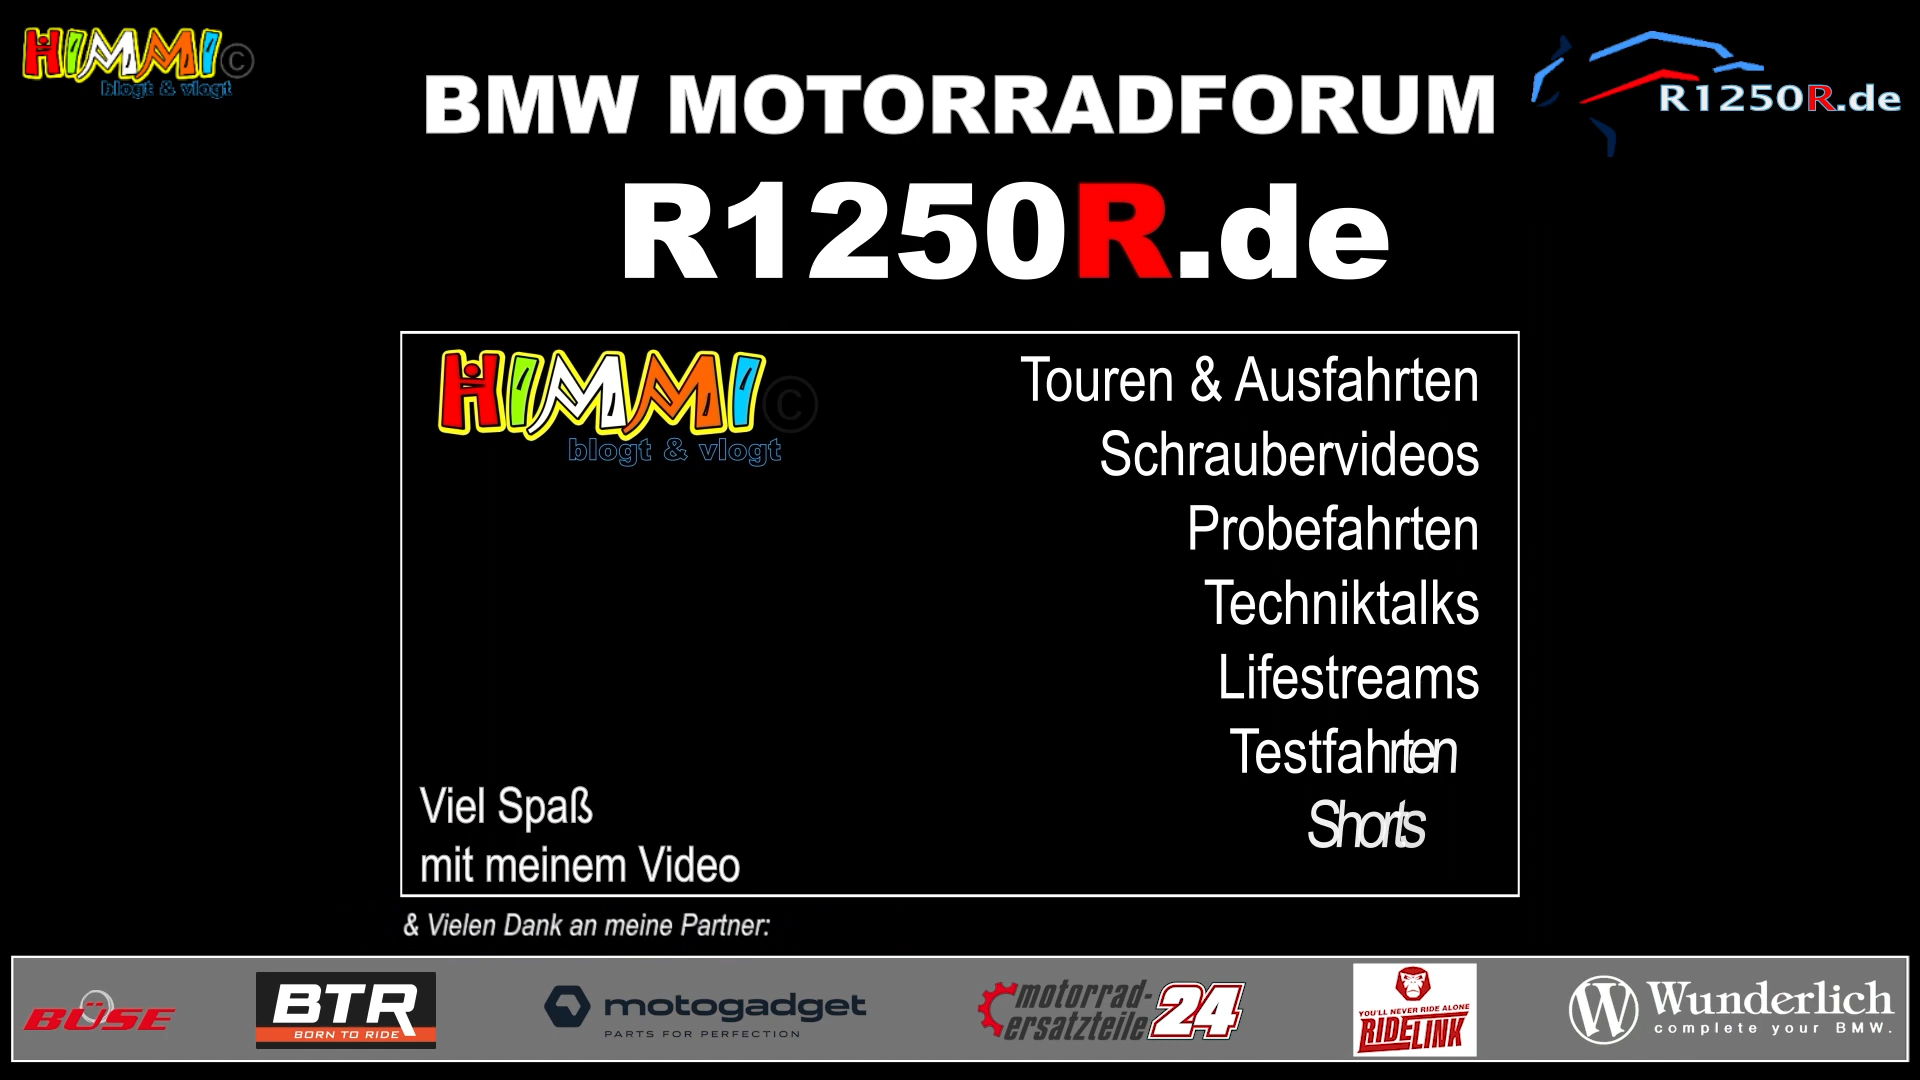 HIMMI©
blogt & vlogt
BMW MOTORRADFORUM
R1250R.de
R1250R.de
HIMMI©
blogt & vlogt
Touren & Ausfahrten
Schraubervideos
Probefahrten
Techniktalks
Lifestreams
Testfahrten
Shorts
Viel Spaß
mit meinem Video
& Vielen Dank an meine Partner:
BÜSE
BTR
BORN TO RIDE
motogadget
PARTS FOR PERFECTION
motorrad-
ersatzteile24
YOU'LL NEVER RIDE ALONE
RIDELINK
Wunderlich
complete your BMW.